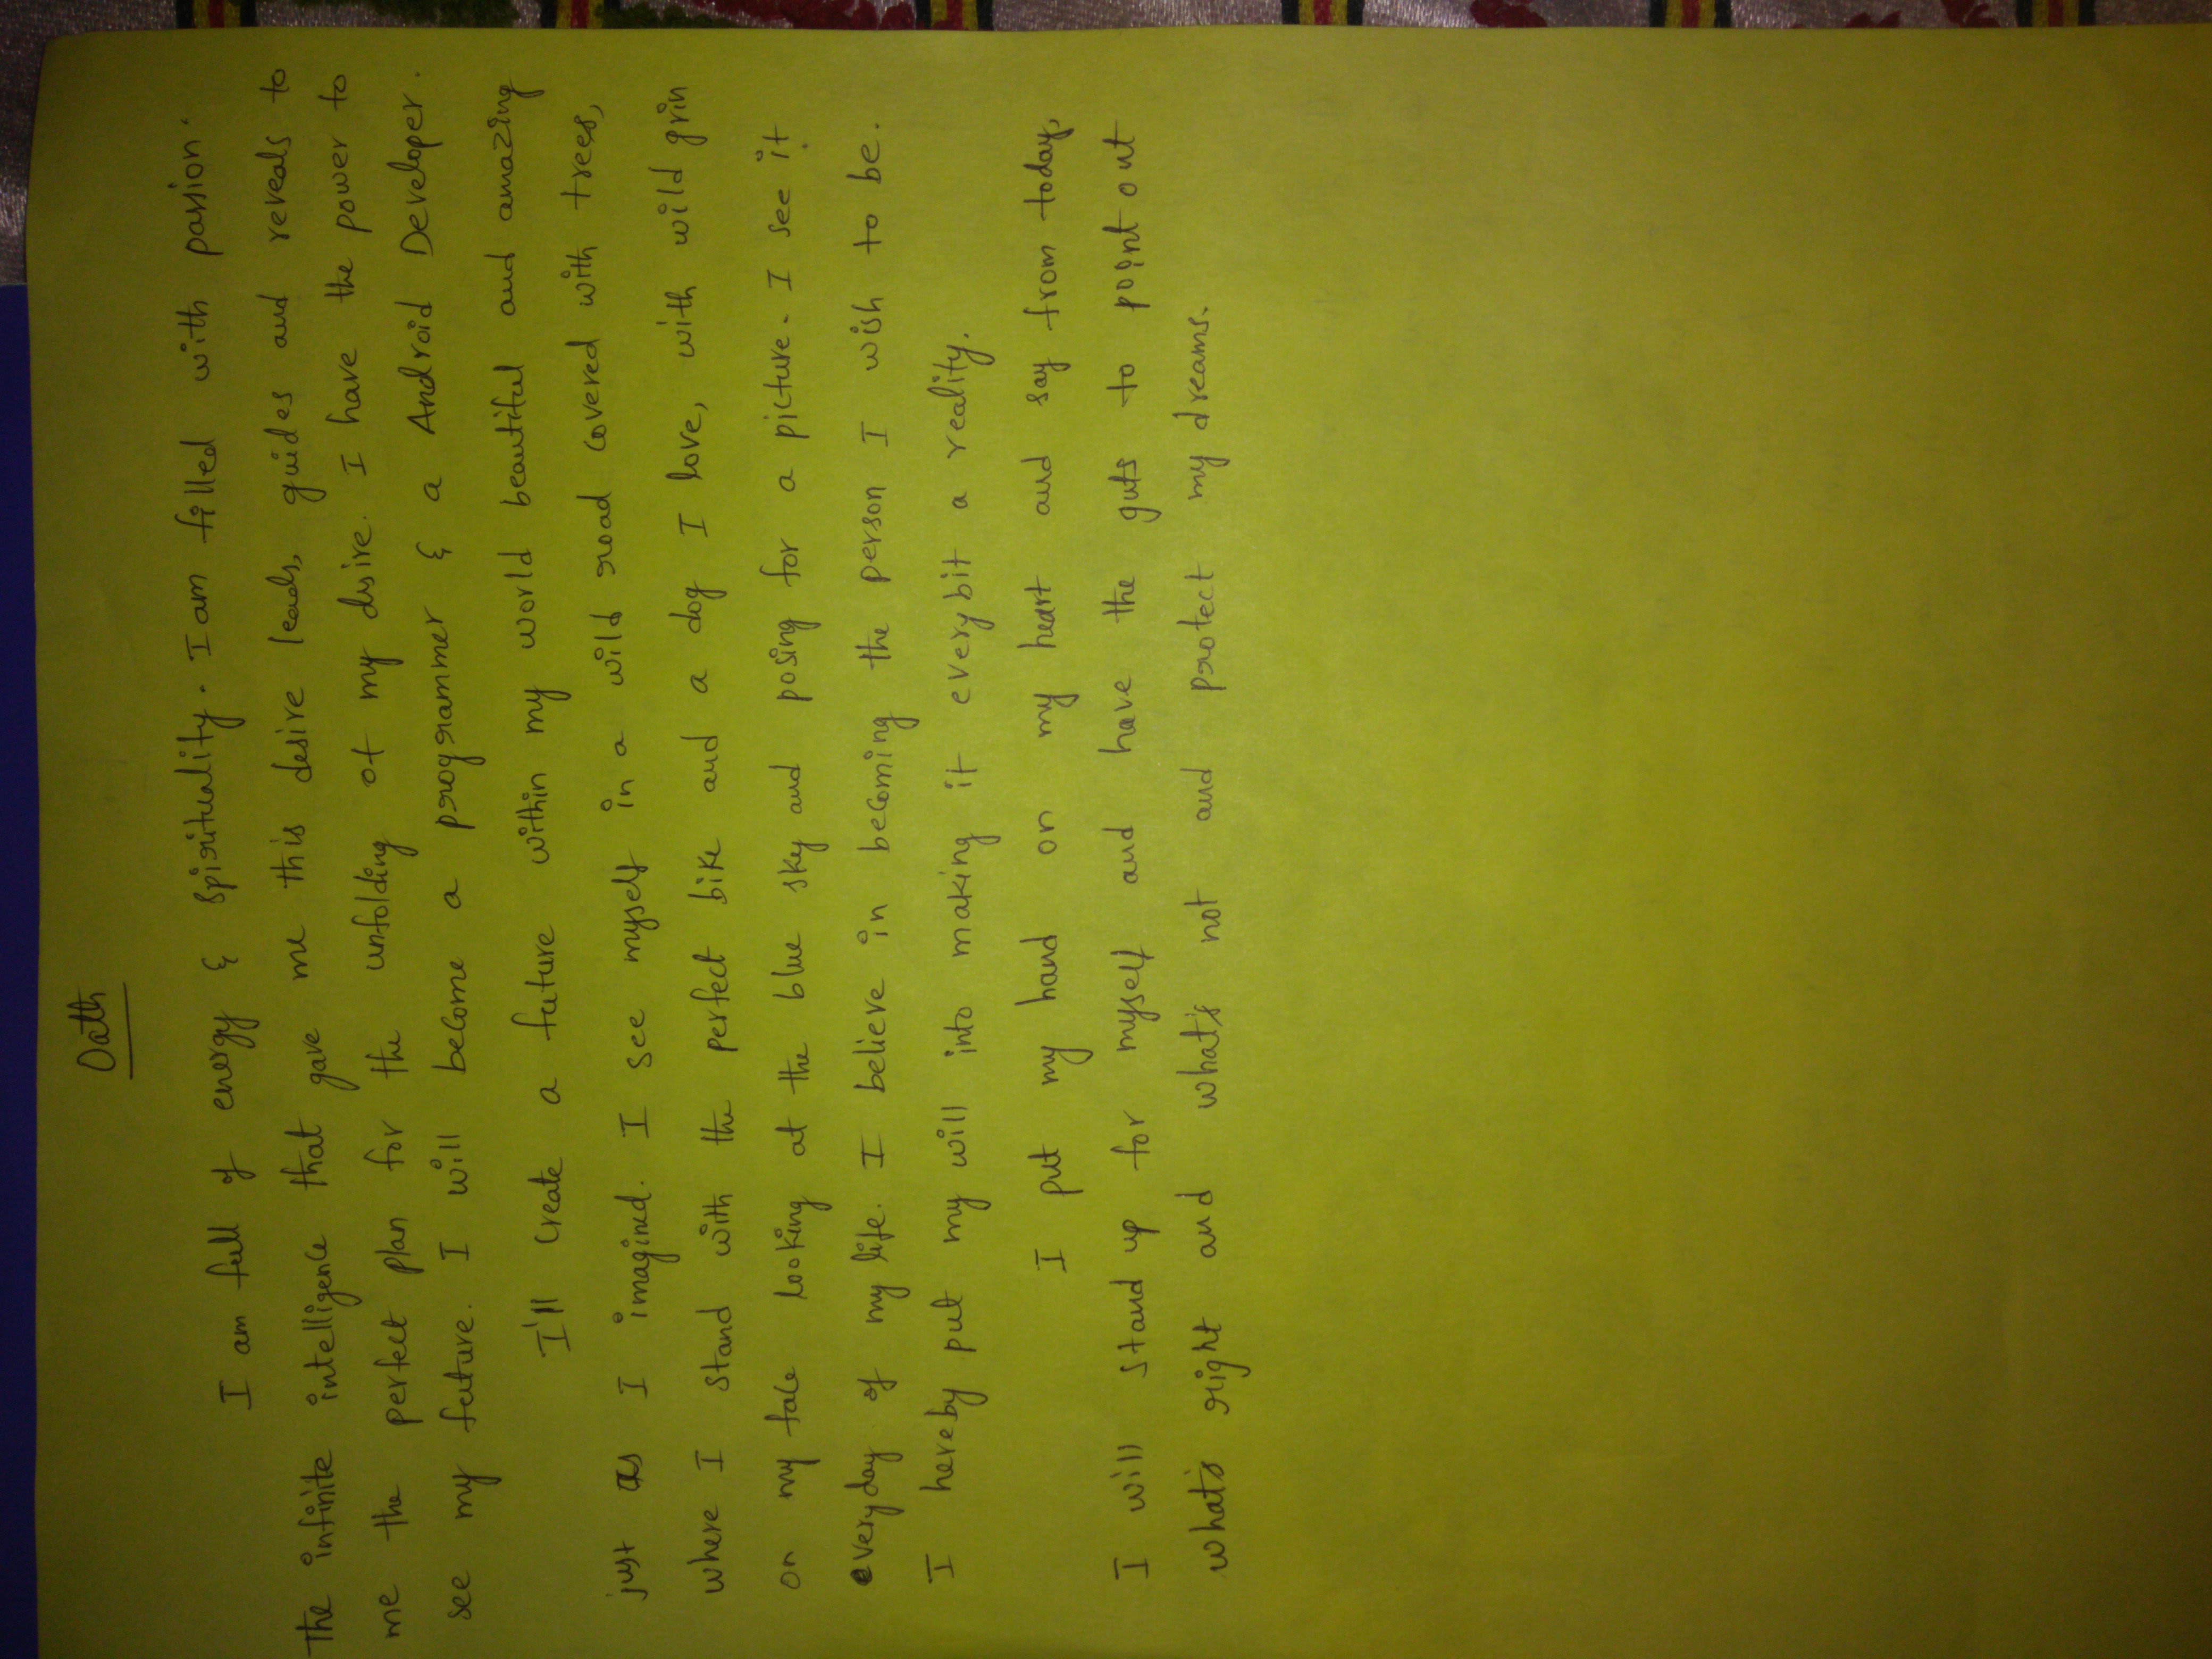 Oath
I am full of energy & spirituality. I am filled with passion.
The infinite intelligence that gave me this desire leads, guides and reveals to
me the perfect plan for the unfolding of my desire. I have the power to
see my future. I will become a programmer & a Android Developer.
I'll create a future within my world beautiful and amazing
just as I imagined. I see myself in a wild road covered with trees,
where I stand with the perfect bike and a dog I love, with wild grin
on my face looking at the blue sky and posing for a picture. I see it
everyday of my life. I believe in becoming the person I wish to be.
I hereby put my will into making it everybit a reality.
I put my hand on my heart and say from today,
I will stand up for myself and have the guts to point out
what's right and what's not and protect my dreams.